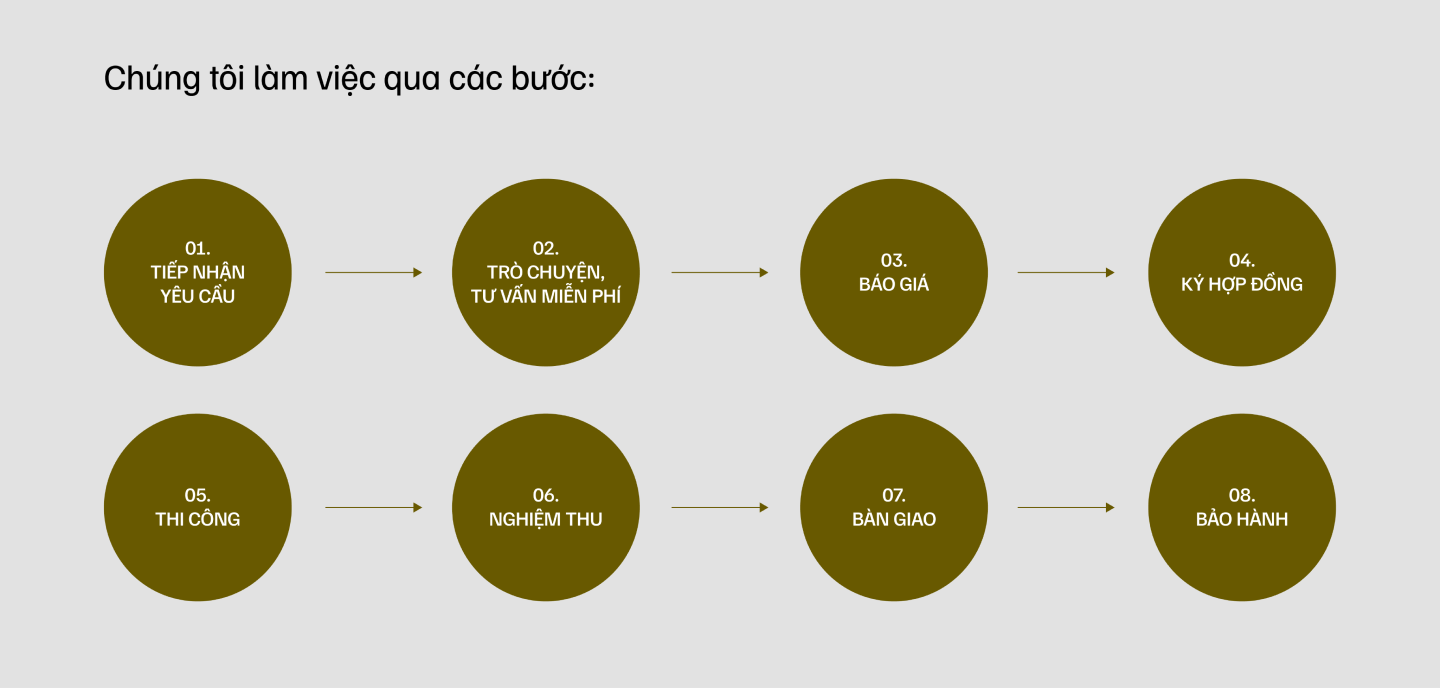 Chúng tôi làm việc qua các bước:
01.
TIẾP NHẬN
YÊU CẦU
02.
TRÒ CHUYỆN,
TƯ VẤN MIỄN PHÍ
03.
BÁO GIÁ
04.
KÝ HỢP ĐỒNG
05.
THI CÔNG
06.
NGHIỆM THU
07.
BÀN GIAO
08.
BẢO HÀNH